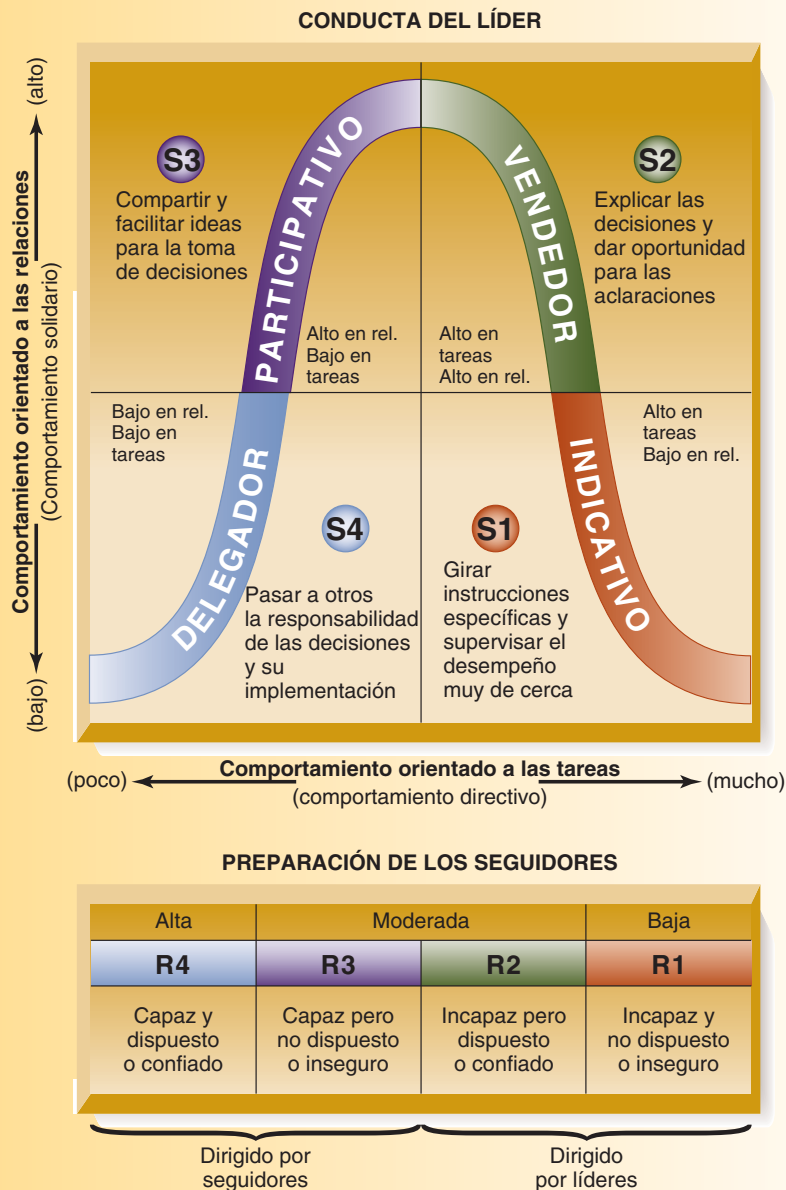 CONDUCTA DEL LÍDER
(alto)
Comportamiento orientado a las relaciones
(Comportamiento solidario)
(bajo)
S3
Compartir y
facilitar ideas
para la toma
de decisiones
PARTICIPATIVO
Alto en rel.
Bajo en
tareas
VENDEDOR
Alto en
tareas
Alto en rel.
S2
Explicar las
decisiones y
dar oportunidad
para las
aclaraciones
Bajo en rel.
Bajo en
tareas
DELEGADOR
S4
Pasar a otros
la responsabilidad
de las decisiones
y su
implementación
S1
Girar
instrucciones
específicas y
supervisar el
desempeño
muy de cerca
INDICATIVO
Alto en
tareas
Bajo en rel.
(poco)
Comportamiento orientado a las tareas
(comportamiento directivo)
(mucho)
PREPARACIÓN DE LOS SEGUIDORES
Alta
Moderada
Baja
R4
R3
R2
R1
Capaz y
dispuesto
o confiado
Capaz pero
no dispuesto
o inseguro
Incapaz pero
dispuesto
o confiado
Incapaz y
no dispuesto
o inseguro
Dirigido por
seguidores
Dirigido
por líderes